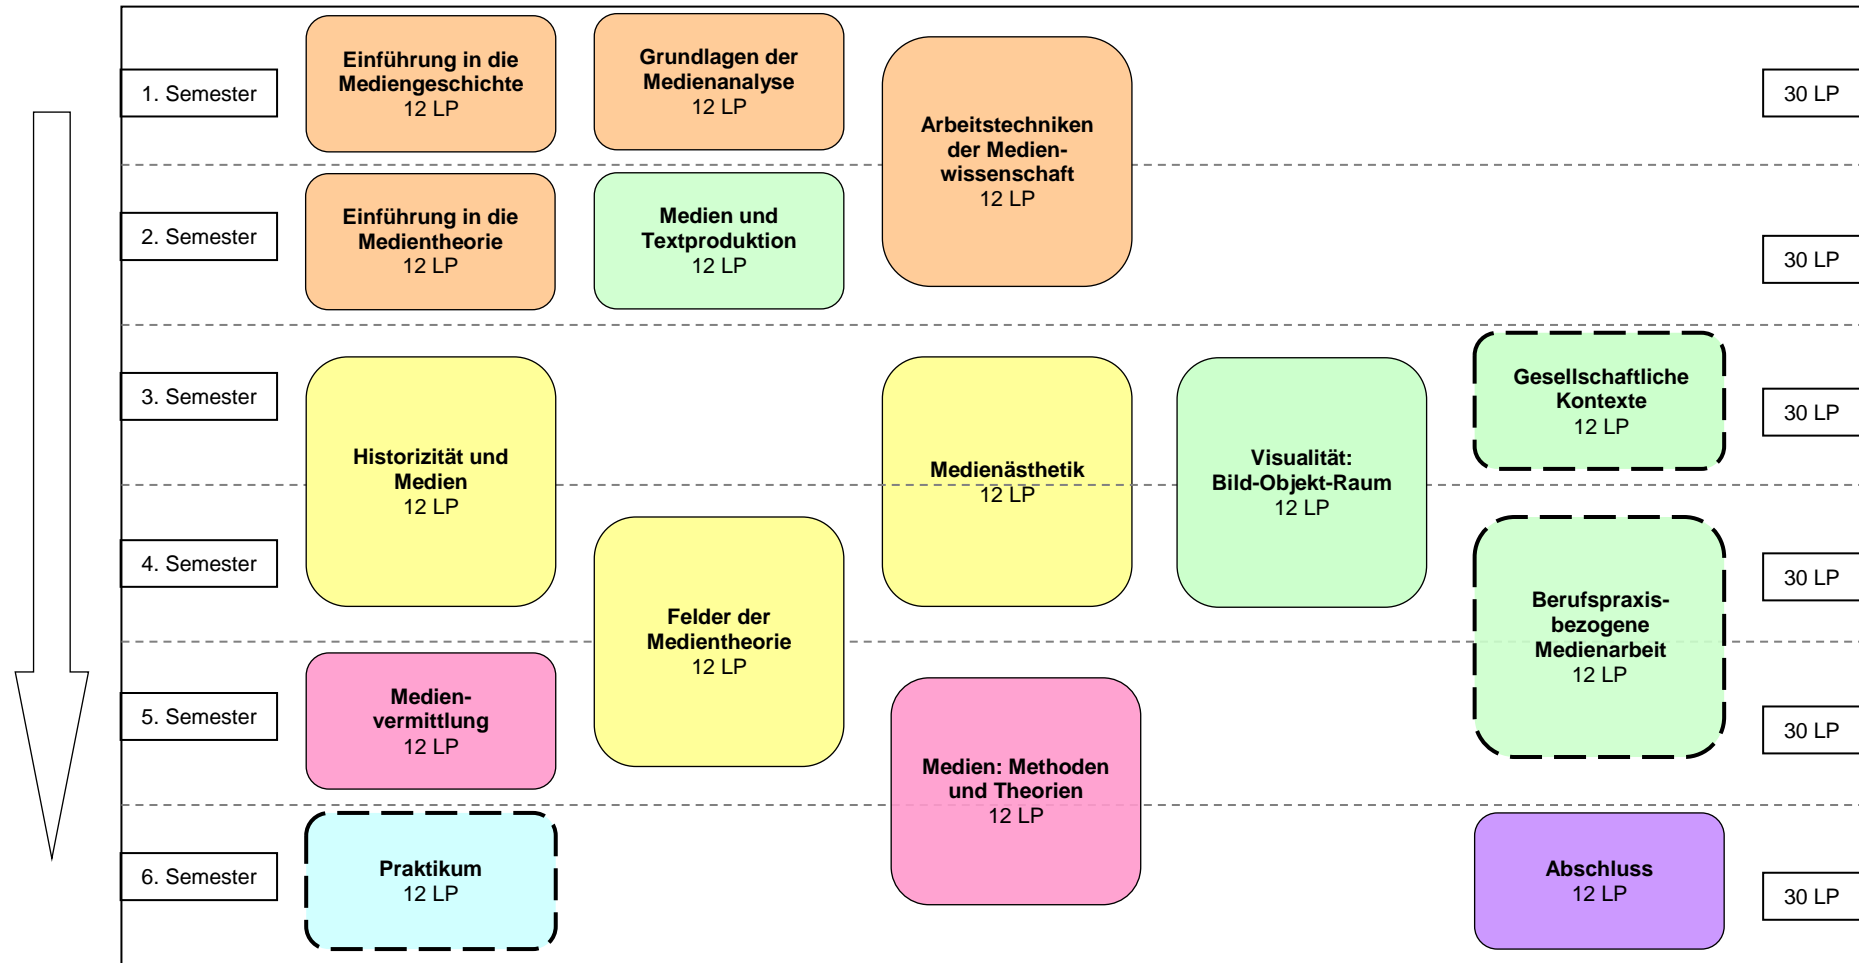 1. Semester
Einführung in die
Mediengeschichte
12 LP
Grundlagen der
Medienanalyse
12 LP
Arbeitstechniken
der Medien-
wissenschaft
12 LP
30 LP
2. Semester
Einführung in die
Medientheorie
12 LP
Medien und
Textproduktion
12 LP
30 LP
3. Semester
Historizität und
Medien
12 LP
Medienästhetik
12 LP
Visualität:
Bild-Objekt-Raum
12 LP
Gesellschaftliche
Kontexte
12 LP
30 LP
4. Semester
Felder der
Medientheorie
12 LP
Berufspraxis-
bezogene
Medienarbeit
12 LP
30 LP
5. Semester
Medien-
vermittlung
12 LP
Medien: Methoden
und Theorien
12 LP
30 LP
6. Semester
Praktikum
12 LP
Abschluss
12 LP
30 LP